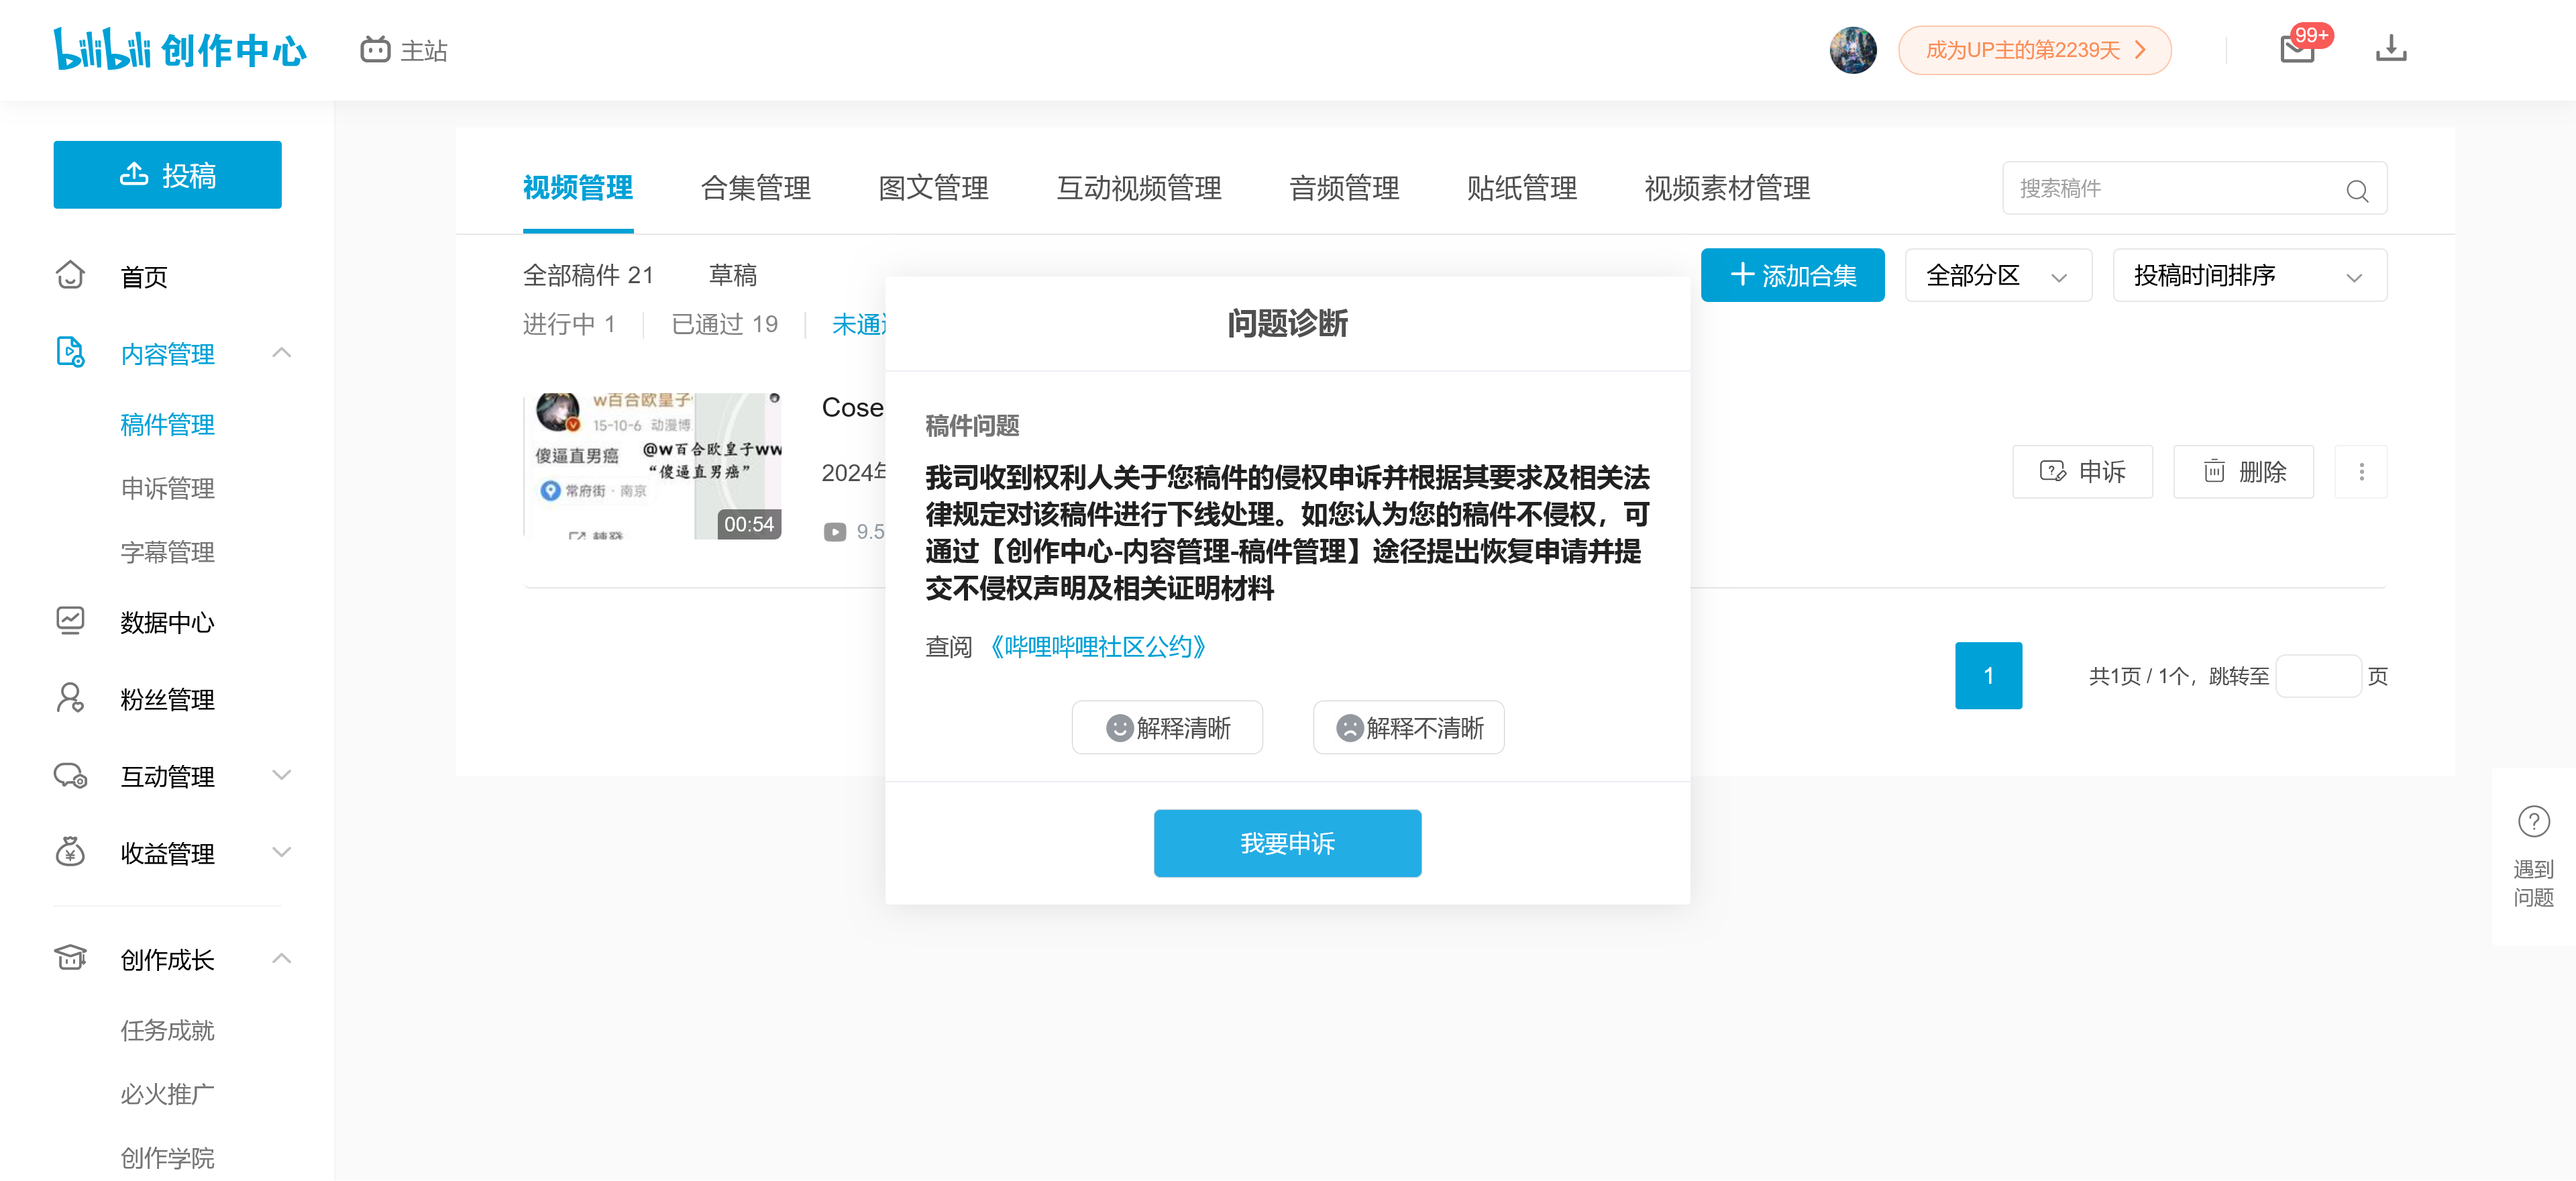 bilibili 创作中心
主站
成为UP主的第2239天
99+
投稿
首页
内容管理
稿件管理
申诉管理
字幕管理
数据中心
粉丝管理
互动管理
收益管理
创作成长
任务成就
必火推广
创作学院
视频管理 合集管理 图文管理 互动视频管理 音频管理 贴纸管理 视频素材管理
搜索稿件
全部稿件 21 草稿
添加合集 全部分区 投稿时间排序
进行中 1 已通过 19 未通
w百合欧皇子
15-10-6 动漫博
傻逼直男癌
@w百合欧皇子ww
“傻逼直男癌”
常府街·南京
00:54
Cose
2024年
9.5
申诉 删除
问题诊断
稿件问题
我司收到权利人关于您稿件的侵权申诉并根据其要求及相关法
律规定对该稿件进行下线处理。如您认为您的稿件不侵权，可
通过【创作中心-内容管理-稿件管理】途径提出恢复申请并提
交不侵权声明及相关证明材料
查阅 《哔哩哔哩社区公约》
解释清晰 解释不清晰
我要申诉
1 共1页 / 1个，跳转至 页
遇到
问题